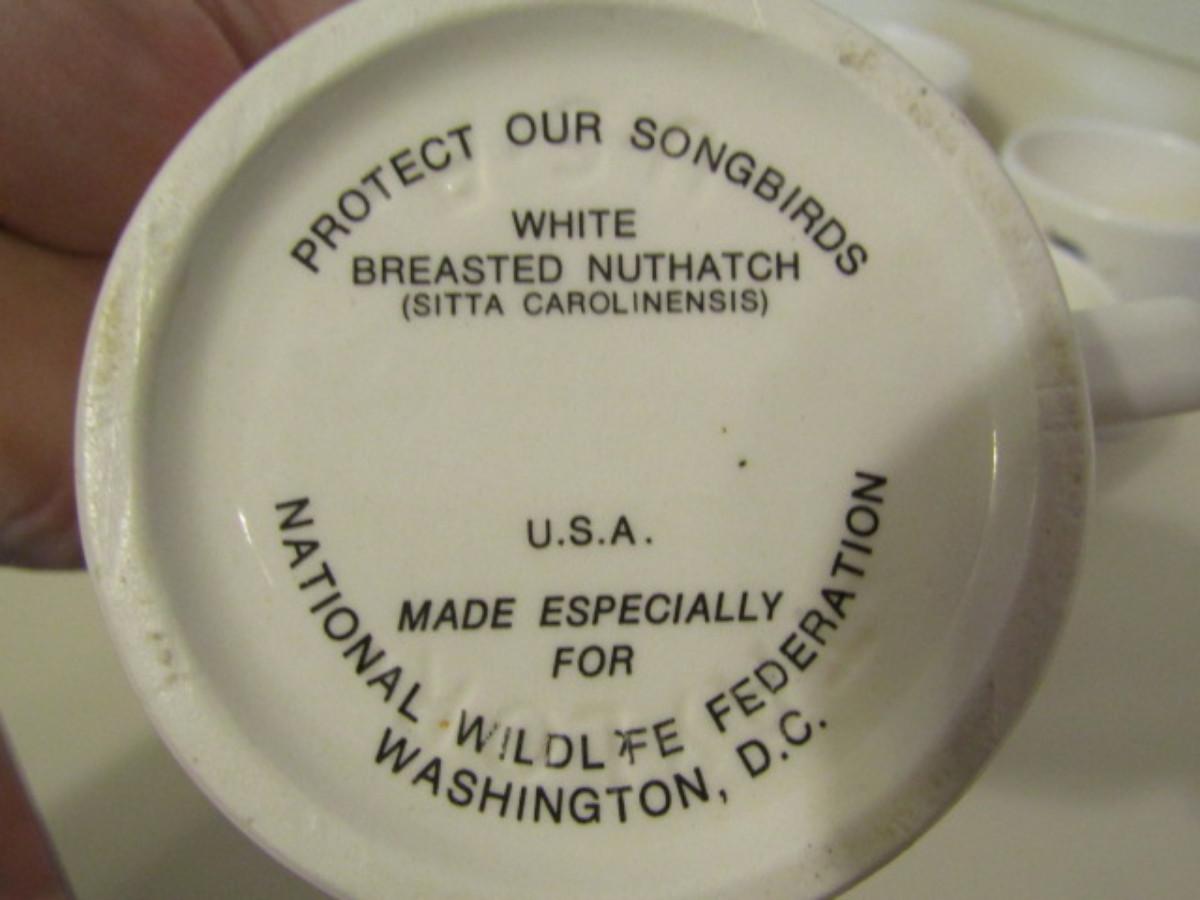 PROTECT OUR SONGBIRDS
WHITE
BREASTED NUTHATCH
(SITTA CAROLINENSIS)
U.S.A.
MADE ESPECIALLY
FOR
NATIONAL WILDLIFE FEDERATION
WASHINGTON, D.C.